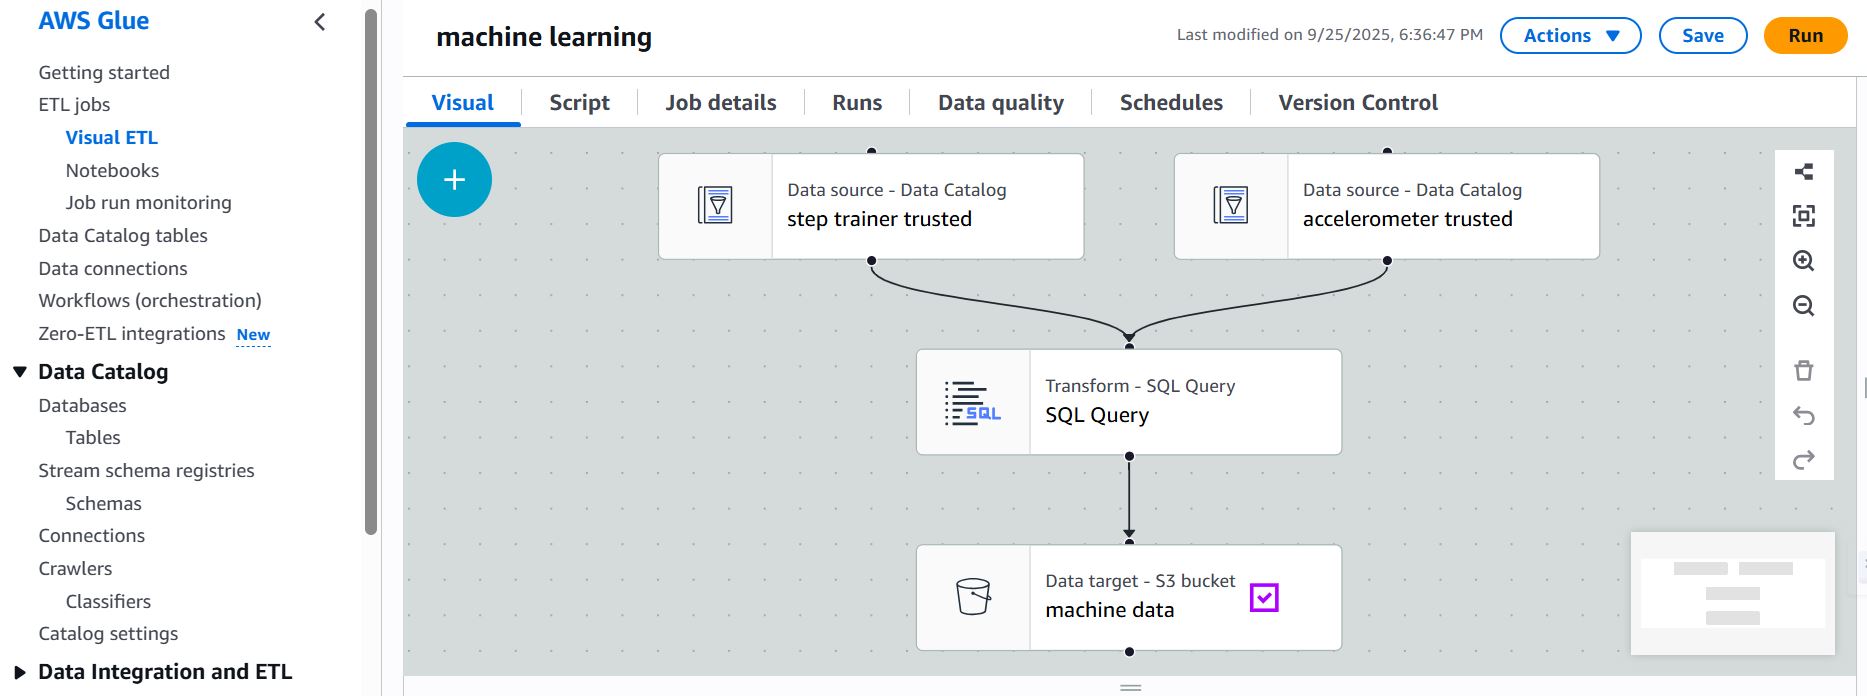 AWS Glue
Getting started
ETL jobs
Visual ETL
Notebooks
Job run monitoring
Data Catalog tables
Data connections
Workflows (orchestration)
Zero-ETL integrations New
Data Catalog
Databases
Tables
Stream schema registries
Schemas
Connections
Crawlers
Classifiers
Catalog settings
Data Integration and ETL
machine learning
Last modified on 9/25/2025, 6:36:47 PM
Actions
Save
Run
Visual
Script
Job details
Runs
Data quality
Schedules
Version Control
Data source - Data Catalog
step trainer trusted
Data source - Data Catalog
accelerometer trusted
SQL
Transform - SQL Query
SQL Query
Data target - S3 bucket
machine data